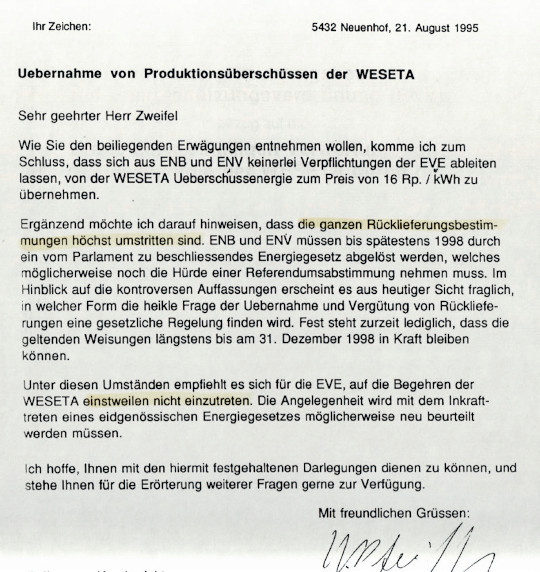 Ihr Zeichen: 5432 Neuenhof, 21. August 1995
Uebernahme von Produktionsüberschüssen der WESETA
Sehr geehrter Herr Zweifel
Wie Sie den beiliegenden Erwägungen entnehmen wollen, komme ich zum
Schluss, dass sich aus ENB und ENV keinerlei Verpflichtungen der EVE ableiten
lassen, von der WESETA Ueberschussenergie zum Preis von 16 Rp. / kWh zu
übernehmen.
Ergänzend möchte ich darauf hinweisen, dass die ganzen Rücklieferungsbestim-
mungen höchst umstritten sind. ENB und ENV müssen bis spätestens 1998 durch
ein vom Parlament zu beschliessendes Energiegesetz abgelöst werden, welches
möglicherweise noch die Hürde einer Referendumsabstimmung nehmen muss. Im
Hinblick auf die kontroversen Auffassungen erscheint es aus heutiger Sicht fraglich,
in welcher Form die heikle Frage der Uebernahme und Vergütung von Rückliefe-
rungen eine gesetzliche Regelung finden wird. Fest steht zurzeit lediglich, dass die
geltenden Weisungen längstens bis am 31. Dezember 1998 in Kraft bleiben
können.
Unter diesen Umständen empfiehlt es sich für die EVE, auf die Begehren der
WESETA einstweilen nicht einzutreten. Die Angelegenheit wird mit dem Inkraft-
treten eines eidgenössischen Energiegesetzes möglicherweise neu beurteilt
werden müssen.
Ich hoffe, Ihnen mit den hiermit festgehaltenen Darlegungen dienen zu können, und
stehe Ihnen für die Erörterung weiterer Fragen gerne zur Verfügung.
Mit freundlichen Grüssen: